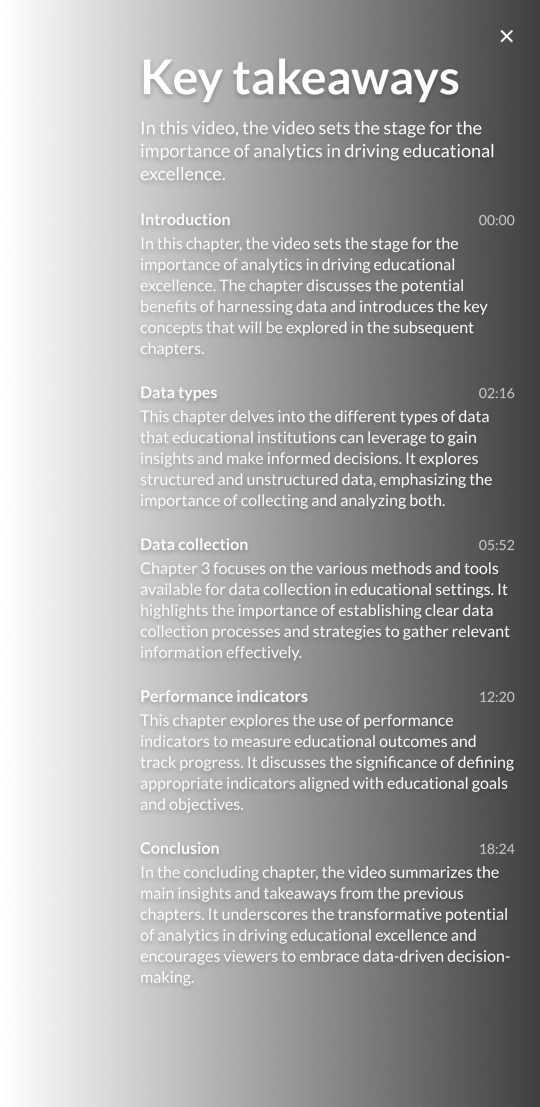 ×
Key takeaways
In this video, the video sets the stage for the
importance of analytics in driving educational
excellence.
Introduction 00:00
In this chapter, the video sets the stage for the
importance of analytics in driving educational
excellence. The chapter discusses the potential
benefits of harnessing data and introduces the key
concepts that will be explored in the subsequent
chapters.
Data types 02:16
This chapter delves into the different types of data
that educational institutions can leverage to gain
insights and make informed decisions. It explores
structured and unstructured data, emphasizing the
importance of collecting and analyzing both.
Data collection 05:52
Chapter 3 focuses on the various methods and tools
available for data collection in educational settings. It
highlights the importance of establishing clear data
collection processes and strategies to gather relevant
information effectively.
Performance indicators 12:20
This chapter explores the use of performance
indicators to measure educational outcomes and
track progress. It discusses the significance of defining
appropriate indicators aligned with educational goals
and objectives.
Conclusion 18:24
In the concluding chapter, the video summarizes the
main insights and takeaways from the previous
chapters. It underscores the transformative potential
of analytics in driving educational excellence and
encourages viewers to embrace data-driven decision-
making.